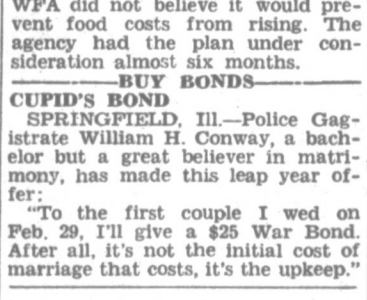 WFA did not believe it would pre-
vent food costs from rising. The
agency had the plan under con-
sideration almost six months.
BUY BONDS
CUPID'S BOND
SPRINGFIELD, Ill.—Police Gag-
istrate William H. Conway, a bach-
elor but a great believer in matri-
mony, has made this leap year of-
fer:
"To the first couple I wed on
Feb. 29, I'll give a $25 War Bond.
After all, it's not the initial cost of
marriage that costs, it's the upkeep."